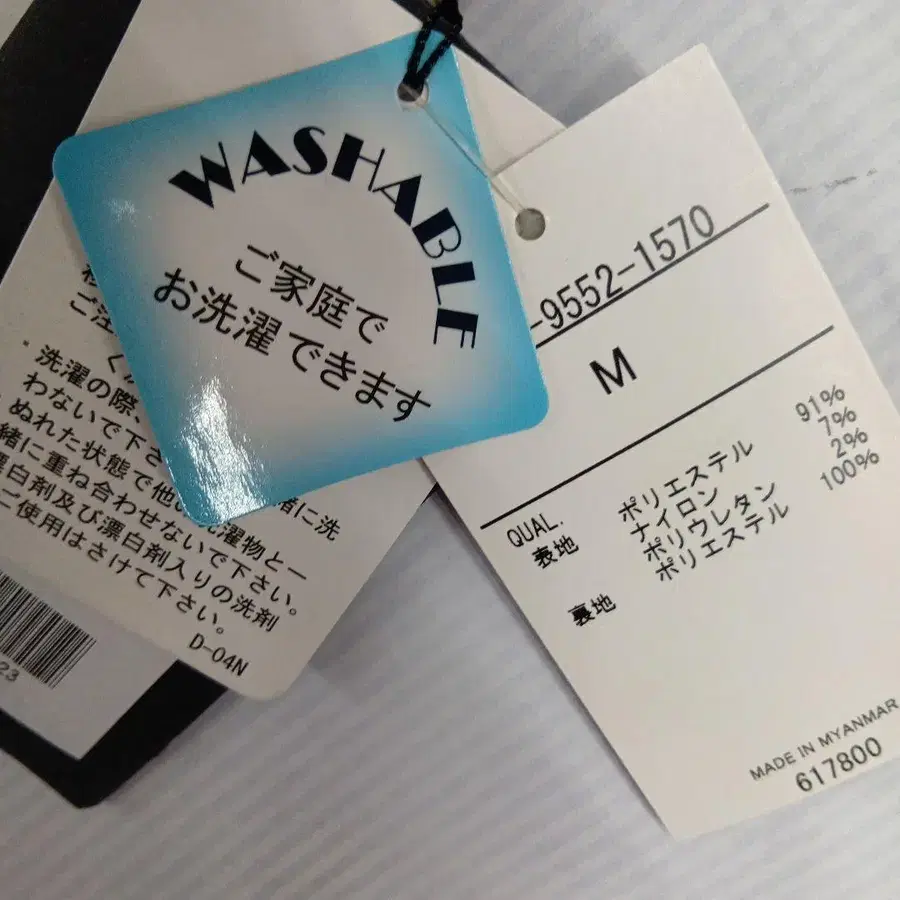 WASHABLE
ご家庭で
お洗濯できます
ご注
・洗濯の際、
わないで下さ
ぬれた状態で他の洗濯物と一
緒に重ね合わせないで下さい。
漂白剤及び漂白剤入りの洗剤
ご使用はさけて下さい。
D-04N
23
-9552-1570
M
QUAL.
表地 ポリエステル 91%
ナイロン 7%
ポリウレタン 2%
裏地 ポリエステル 100%
MADE IN MYANMAR
617800